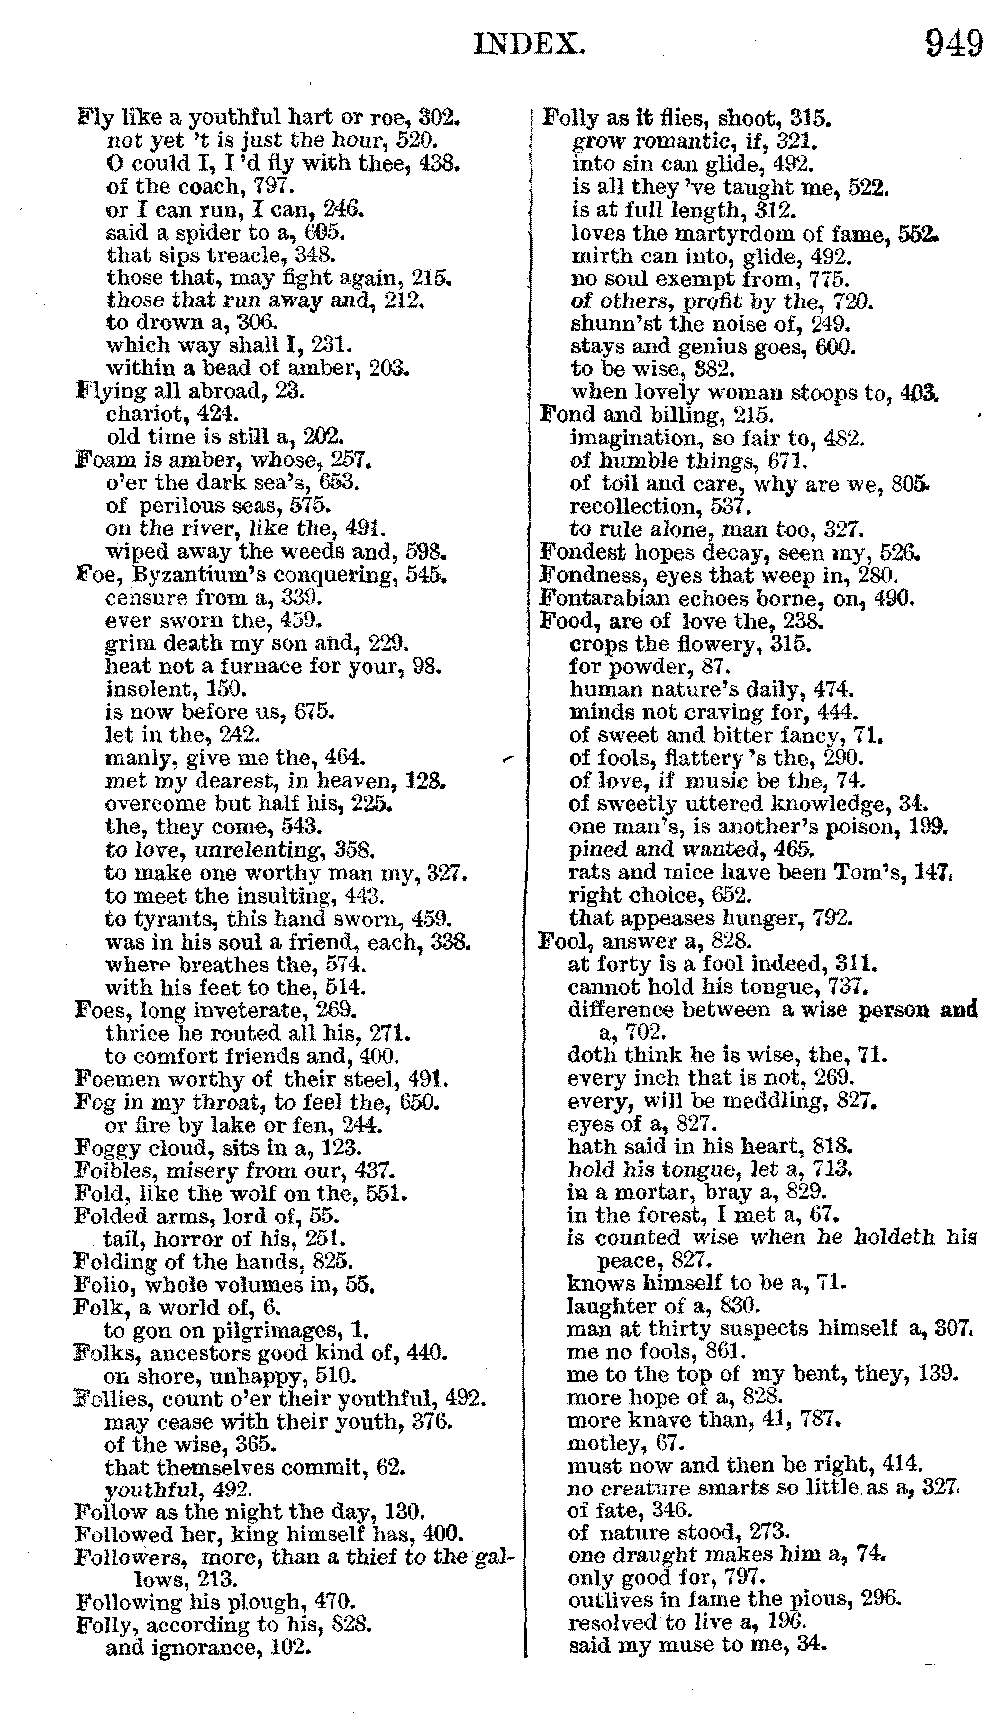 INDEX.
949
Fly like a youthful hart or roe, 302.
not yet 't is just the hour, 520.
O could I, I 'd fly with thee, 438.
of the coach, 797.
or I can run, I can, 246.
said a spider to a, 605.
that sips treacle, 348.
those that, may fight again, 215.
those that run away and, 212.
to drown a, 306.
which way shall I, 231.
within a bead of amber, 203.
Flying all abroad, 23.
chariot, 424.
old time is still a, 202.
Foam is amber, whose, 257.
o'er the dark sea's, 653.
of perilous seas, 575.
on the river, like the, 491.
wiped away the weeds and, 598.
Foe, Byzantium's conquering, 545.
censure from a, 339.
ever sworn the, 459.
grim death my son and, 229.
heat not a furnace for your, 98.
insolent, 150.
is now before us, 675.
let in the, 242.
manly, give me the, 464.
met my dearest, in heaven, 128.
overcome but half his, 225.
the, they come, 543.
to love, unrelenting, 358.
to make one worthy man my, 327.
to meet the insulting, 443.
to tyrants, this hand sworn, 459.
was in his soul a friend, each, 338.
where breathes the, 574.
with his feet to the, 514.
Foes, long inveterate, 269.
thrice he routed all his, 271.
to comfort friends and, 400.
Foemen worthy of their steel, 491.
Fog in my throat, to feel the, 650.
or fire by lake or fen, 244.
Foggy cloud, sits in a, 123.
Foibles, misery from our, 437.
Fold, like the wolf on the, 551.
Folded arms, lord of, 55.
tail, horror of his, 251.
Folding of the hands, 825.
Folio, whole volumes in, 55.
Folk, a world of, 6.
to gon on pilgrimages, 1.
Folks, ancestors good kind of, 440.
on shore, unhappy, 510.
Follies, count o'er their youthful, 492.
may cease with their youth, 376.
of the wise, 365.
that themselves commit, 62.
youthful, 492.
Follow as the night the day, 130.
Followed her, king himself has, 400.
Followers, more, than a thief to the gal-
lows, 213.
Following his plough, 470.
Folly, according to his, 828.
and ignorance, 102.
Folly as it flies, shoot, 315.
grow romantic, if, 321.
into sin can glide, 492.
is all they 've taught me, 522.
is at full length, 312.
loves the martyrdom of fame, 552.
mirth can into, glide, 492.
no soul exempt from, 775.
of others, profit by the, 720.
shunn'st the noise of, 249.
stays and genius goes, 600.
to be wise, 382.
when lovely woman stoops to, 403.
Fond and billing, 215.
imagination, so fair to, 482.
of humble things, 671.
of toil and care, why are we, 805.
recollection, 537.
to rule alone, man too, 327.
Fondest hopes decay, seen my, 526.
Fondness, eyes that weep in, 280.
Fontarabian echoes borne, on, 490.
Food, are of love the, 238.
crops the flowery, 315.
for powder, 87.
human nature's daily, 474.
minds not craving for, 444.
of sweet and bitter fancy, 71.
of fools, flattery 's the, 290.
of love, if music be the, 74.
of sweetly uttered knowledge, 34.
one man's, is another's poison, 199.
pined and wanted, 465.
rats and mice have been Tom's, 147.
right choice, 652.
that appeases hunger, 792.
Fool, answer a, 828.
at forty is a fool indeed, 311.
cannot hold his tongue, 737.
difference between a wise person and
a, 702.
doth think he is wise, the, 71.
every inch that is not, 269.
every, will be meddling, 827.
eyes of a, 827.
hath said in his heart, 818.
hold his tongue, let a, 713.
in a mortar, bray a, 829.
in the forest, I met a, 67.
is counted wise when he holdeth his
peace, 827.
knows himself to be a, 71.
laughter of a, 830.
man at thirty suspects himself a, 307.
me no fools, 861.
me to the top of my bent, they, 139.
more hope of a, 828.
more knave than, 41, 787.
motley, 67.
must now and then be right, 414.
no creature smarts so little as a, 327.
of fate, 346.
of nature stood, 273.
one draught makes him a, 74.
only good for, 797.
outlives in fame the pious, 296.
resolved to live a, 196.
said my muse to me, 34.